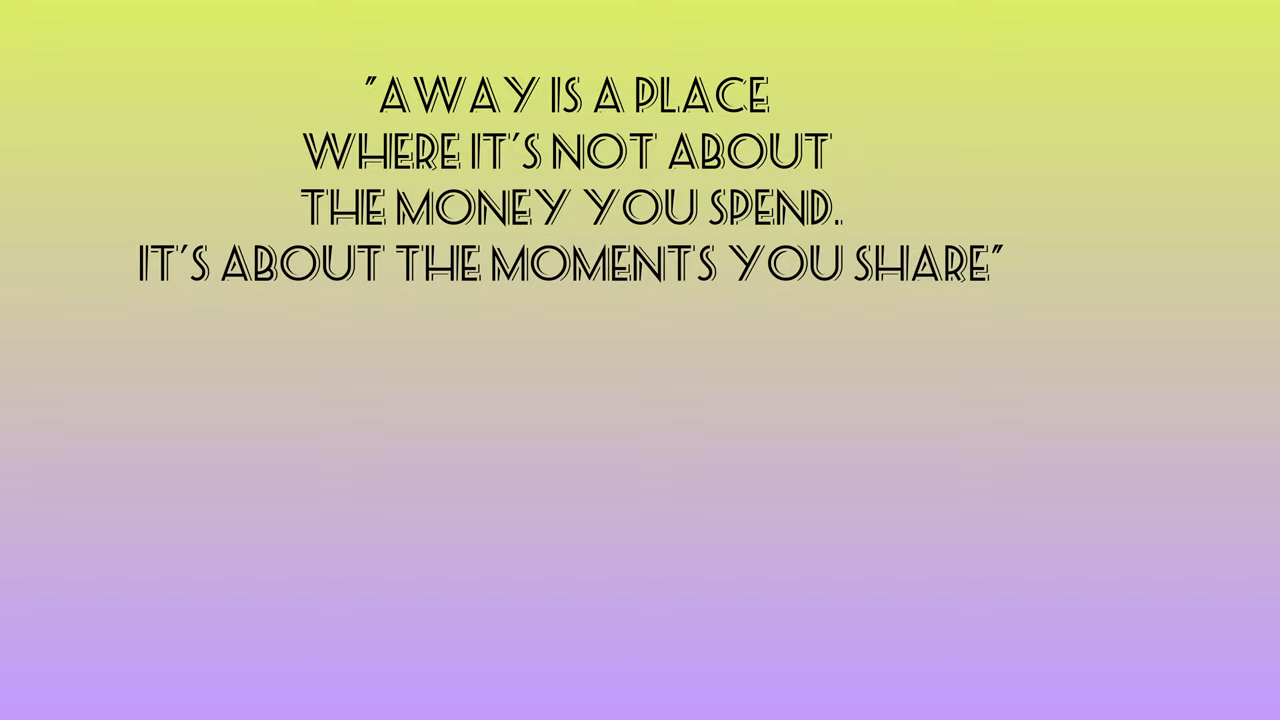 "AWAY IS A PLACE
WHERE IT'S NOT ABOUT
THE MONEY YOU SPEND.
IT'S ABOUT THE MOMENTS YOU SHARE"